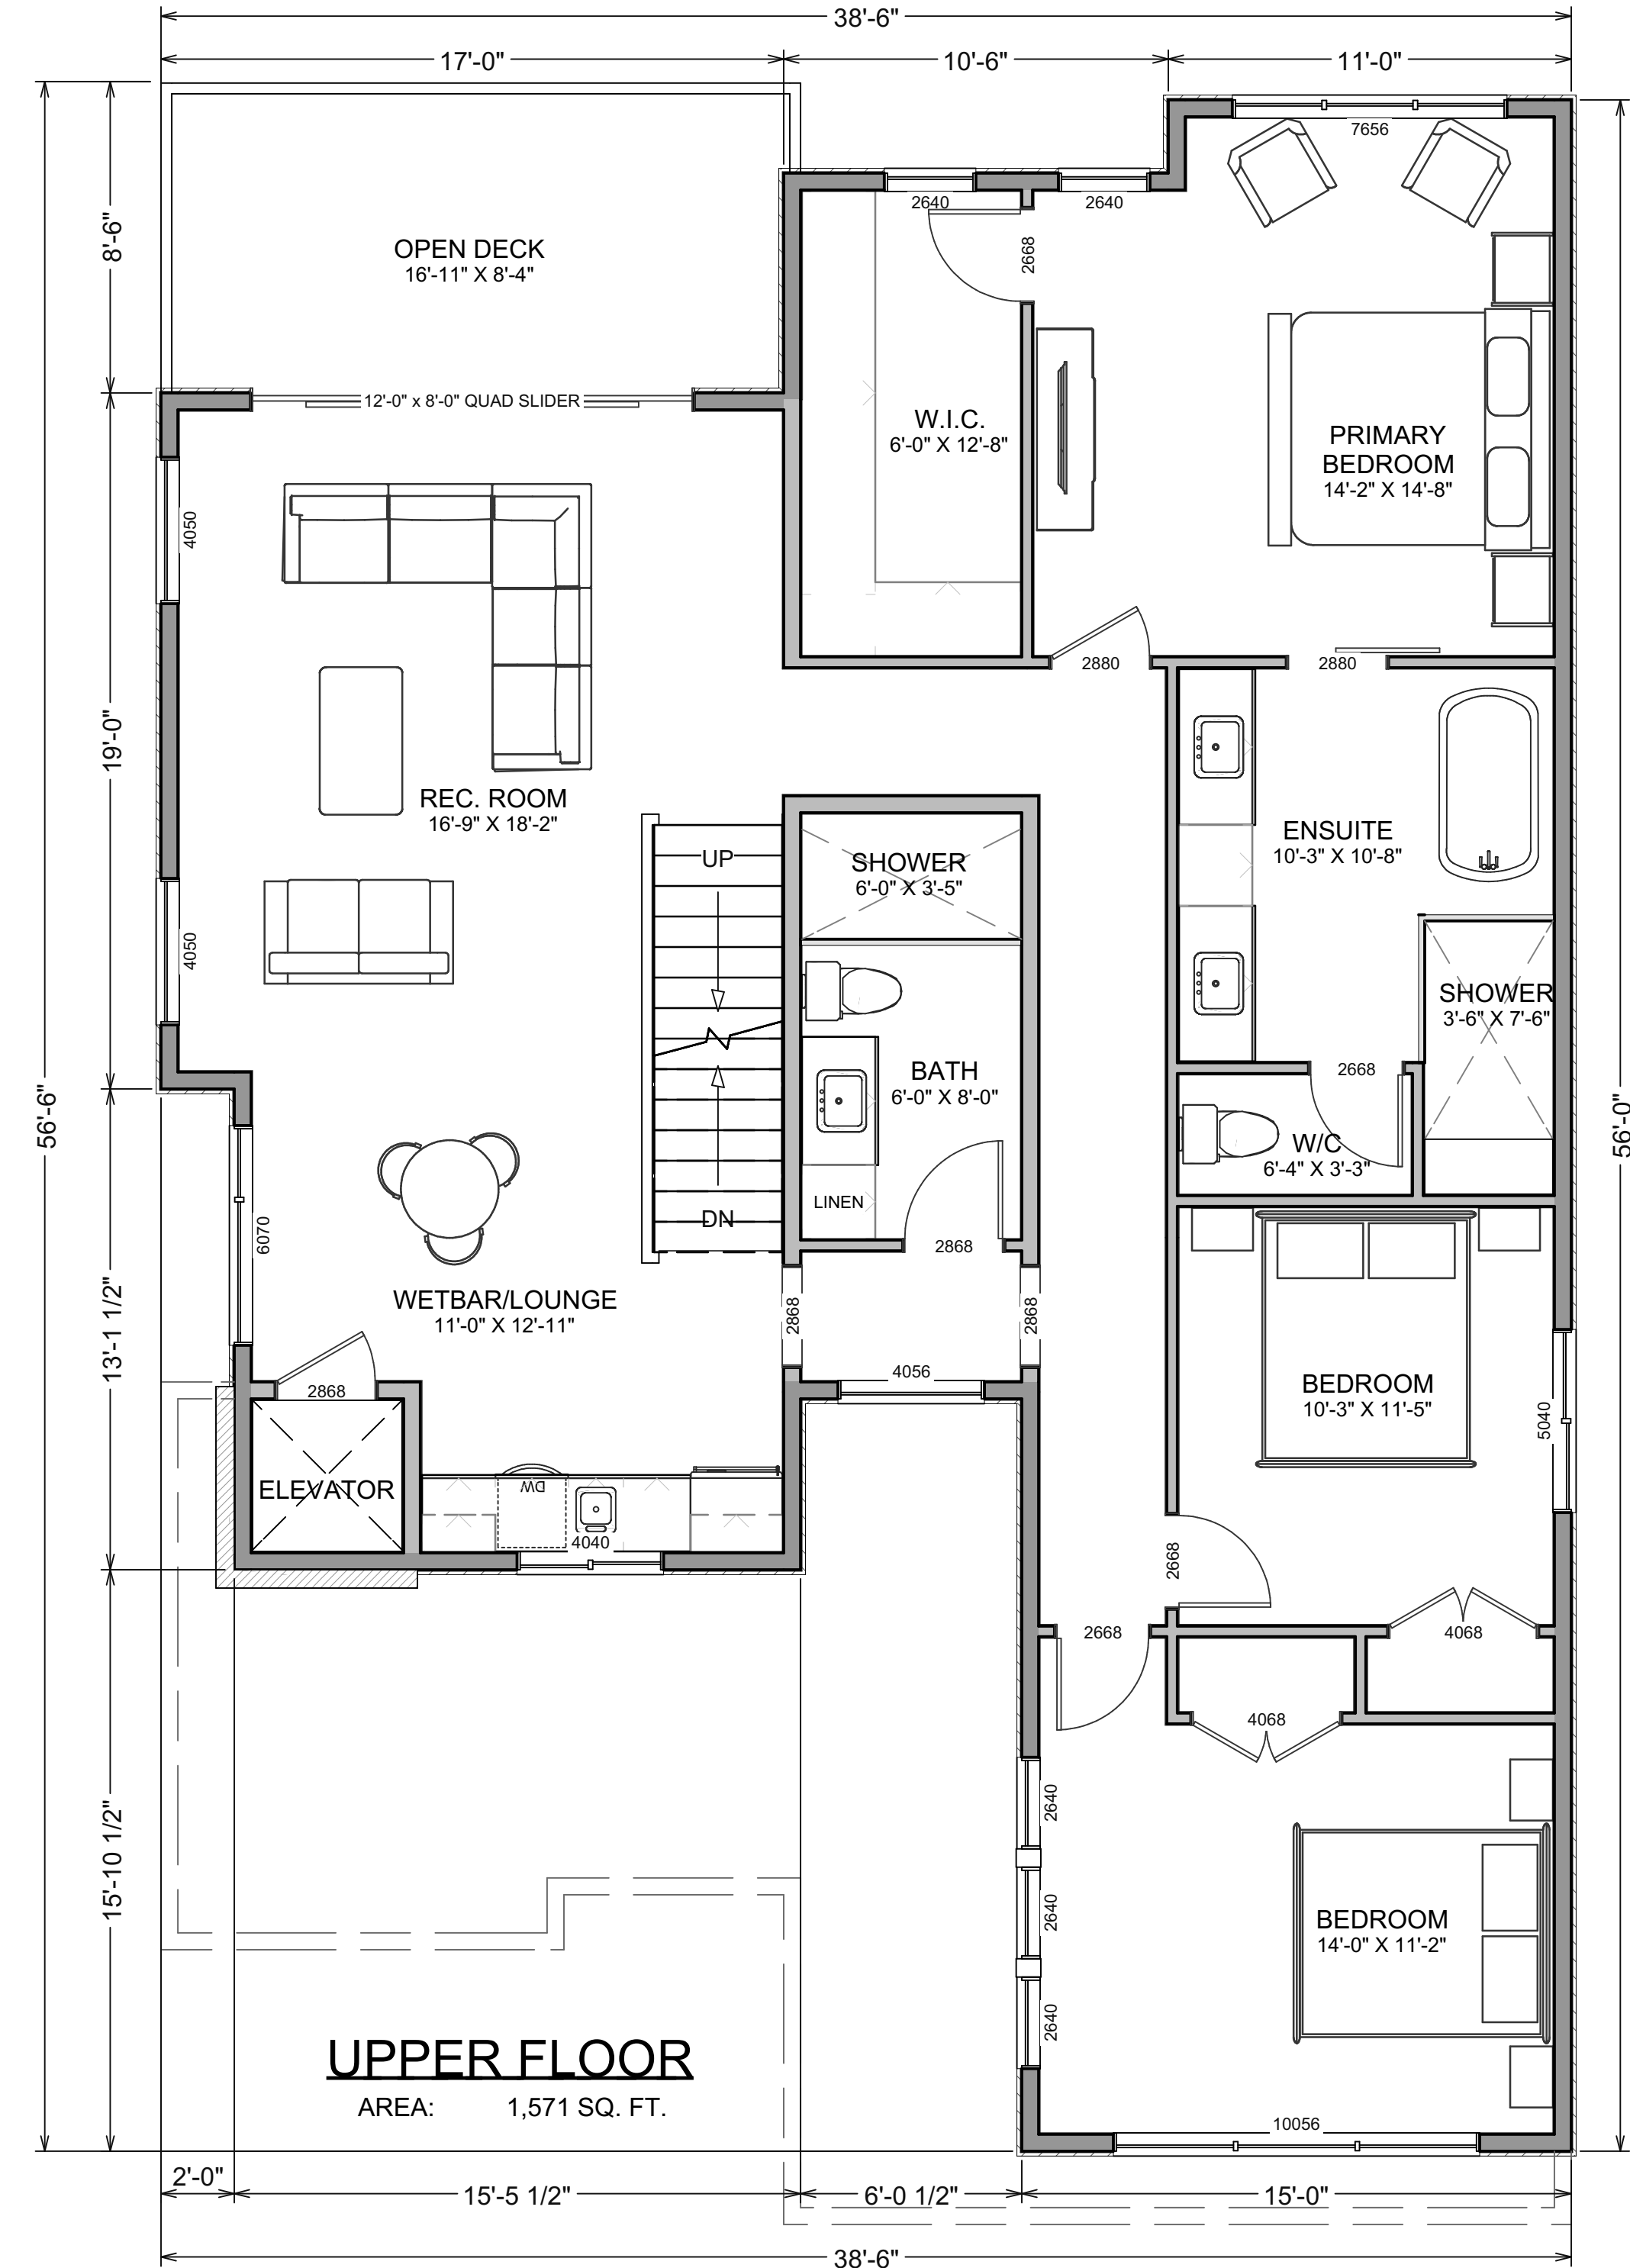 38'-6"
17'-0"
10'-6"
11'-0"
7656
2640
2640
2668
8'-6"
OPEN DECK
16'-11" X 8'-4"
12'-0" x 8'-0" QUAD SLIDER
W.I.C.
6'-0" X 12'-8"
PRIMARY
BEDROOM
14'-2" X 14'-8"
4050
2880
2880
19'-0"
REC. ROOM
16'-9" X 18'-2"
UP
SHOWER
6'-0" X 3'-5"
ENSUITE
10'-3" X 10'-8"
4050
SHOWER
3'-6" X 7'-6"
BATH
6'-0" X 8'-0"
2668
56'-6"
56'-0"
W/C
6'-4" X 3'-3"
LINEN
DN
6070
2868
WETBAR/LOUNGE
11'-0" X 12'-11"
2868
2868
13'-1 1/2"
4056
2868
BEDROOM
10'-3" X 11'-5"
5040
ELEVATOR
DW
4040
2668
2668
4068
4068
2640
15'-10 1/2"
2640
BEDROOM
14'-0" X 11'-2"
2640
UPPER FLOOR
AREA: 1,571 SQ. FT.
10056
2'-0"
15'-5 1/2"
6'-0 1/2"
15'-0"
38'-6"